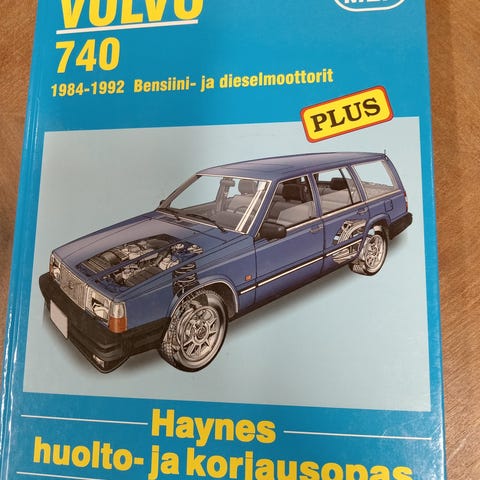 VOLVO
740
1984-1992 Bensiini- ja dieselmoottorit
PLUS
Haynes
huolto- ja korjausopas